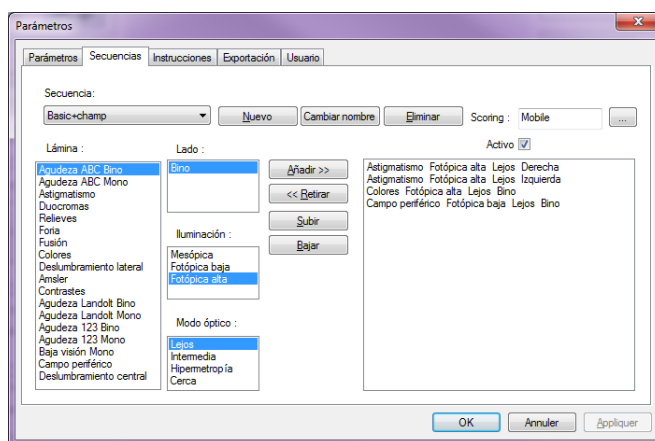 Parámetros
Parámetros Secuencias Instrucciones Exportación Usuario
Secuencia:
Basic+champ Nuevo Cambiar nombre Eliminar Scoring : Mobile ...
Activo
Lámina :
Agudeza ABC Bino
Agudeza ABC Mono
Astigmatismo
Duocromas
Relieves
Foria
Fusión
Colores
Deslumbramiento lateral
Amsler
Contrastes
Agudeza Landolt Bino
Agudeza Landolt Mono
Agudeza 123 Bino
Agudeza 123 Mono
Baja visión Mono
Campo periférico
Deslumbramiento central
Lado :
Bino
Iluminación :
Mesópica
Fotópica baja
Fotópica alta
Modo óptico :
Lejos
Intermedia
Hipermetropía
Cerca
Añadir >>
<< Retirar
Subir
Bajar
Astigmatismo Fotópica alta Lejos Derecha
Astigmatismo Fotópica alta Lejos Izquierda
Colores Fotópica alta Lejos Bino
Campo periférico Fotópica baja Lejos Bino
OK Annuler Appliquer